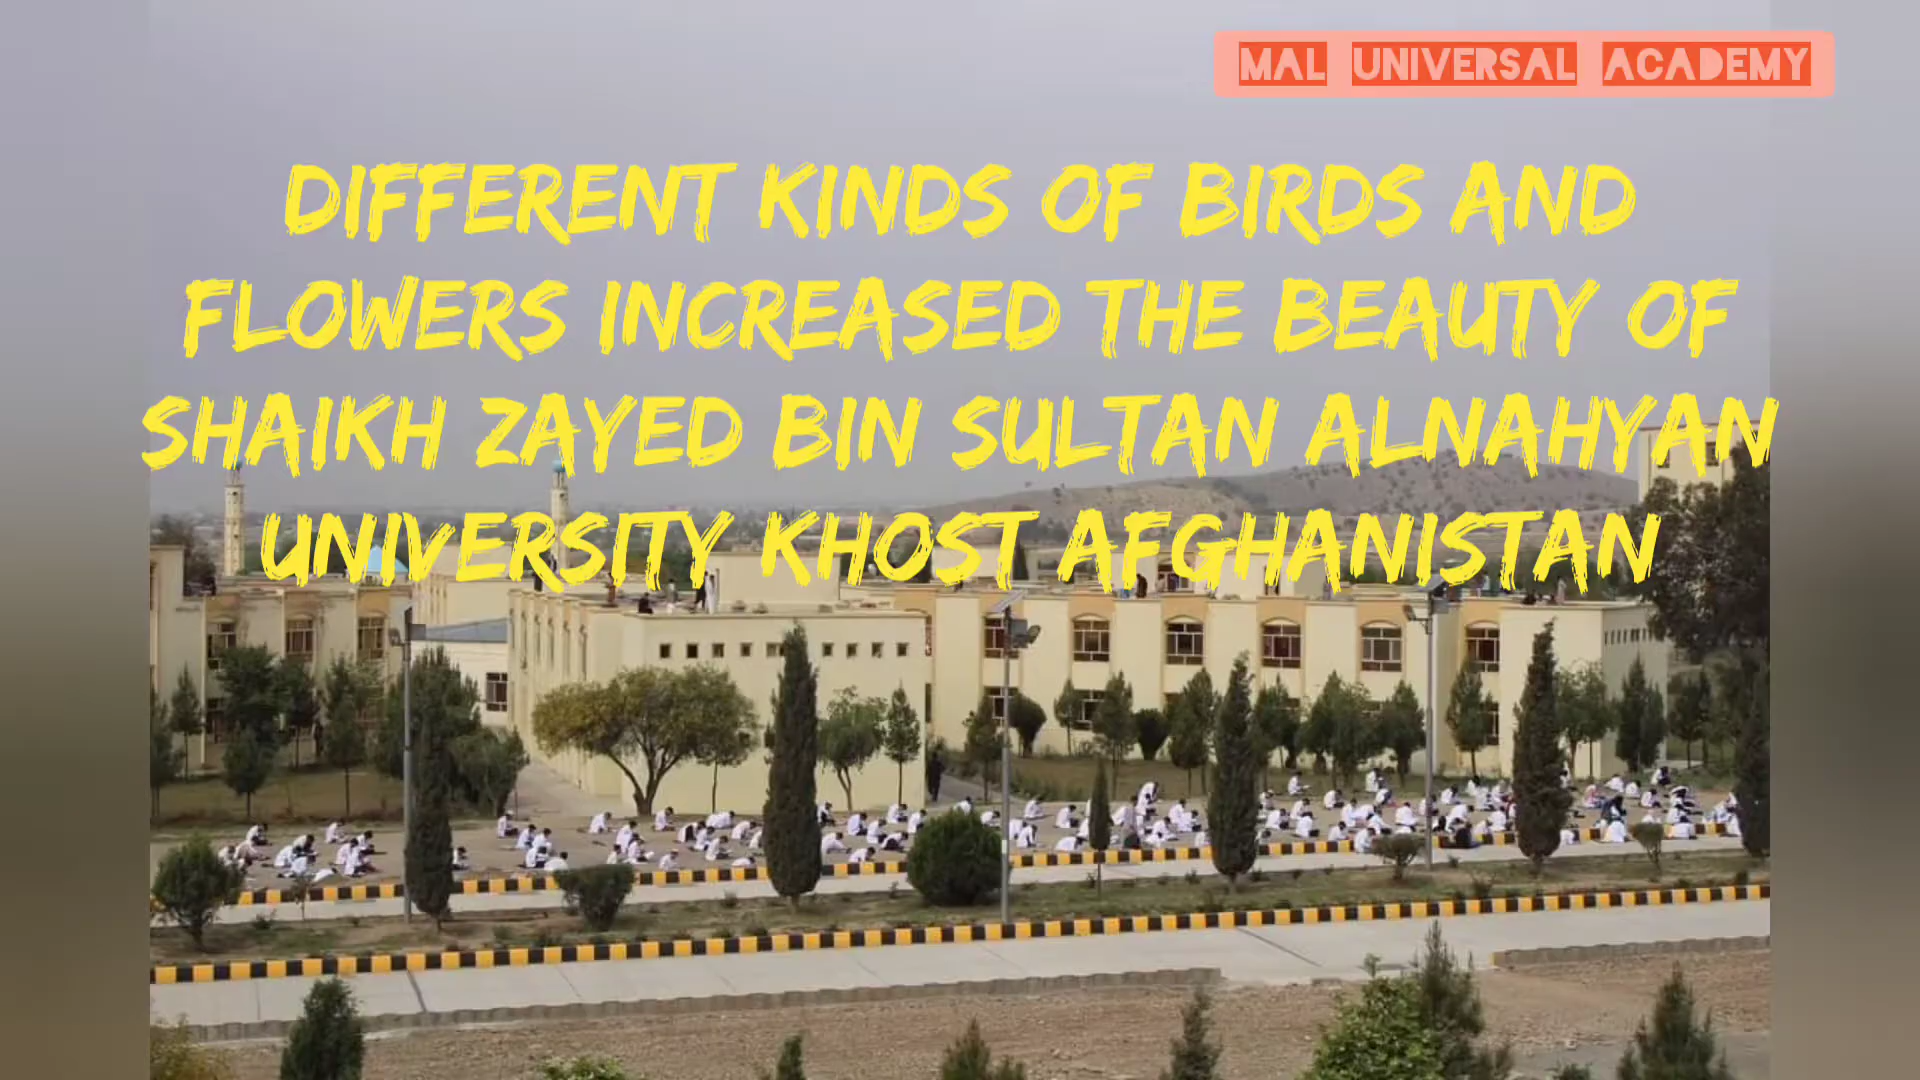 MAL UNIVERSAL ACADEMY
DIFFERENT KINDS OF BIRDS AND
FLOWERS INCREASED THE BEAUTY OF
SHAIKH ZAYED BIN SULTAN ALNAHYAN
UNIVERSITY KHOST AFGHANISTAN